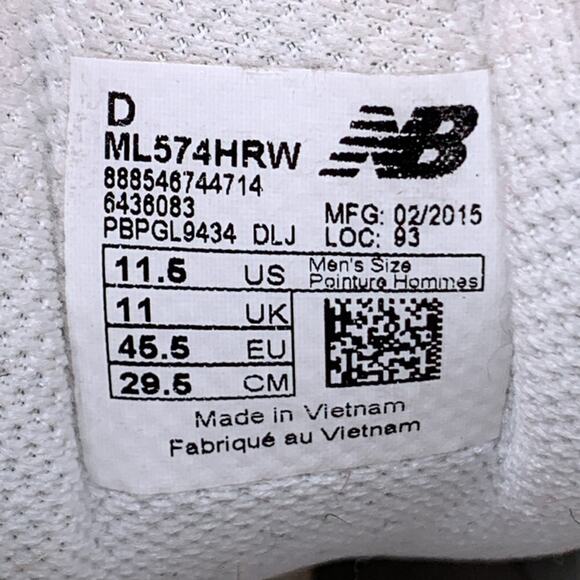 D
NB
ML574HRW
888546744714
6436083
MFG: 02/2015
PBPGL9434 DLJ
LOC: 93
11.5 US
Men's Size
Pointure Hommes
11 UK
45.5 EU
29.5 CM
Made in Vietnam
Fabriqué au Vietnam